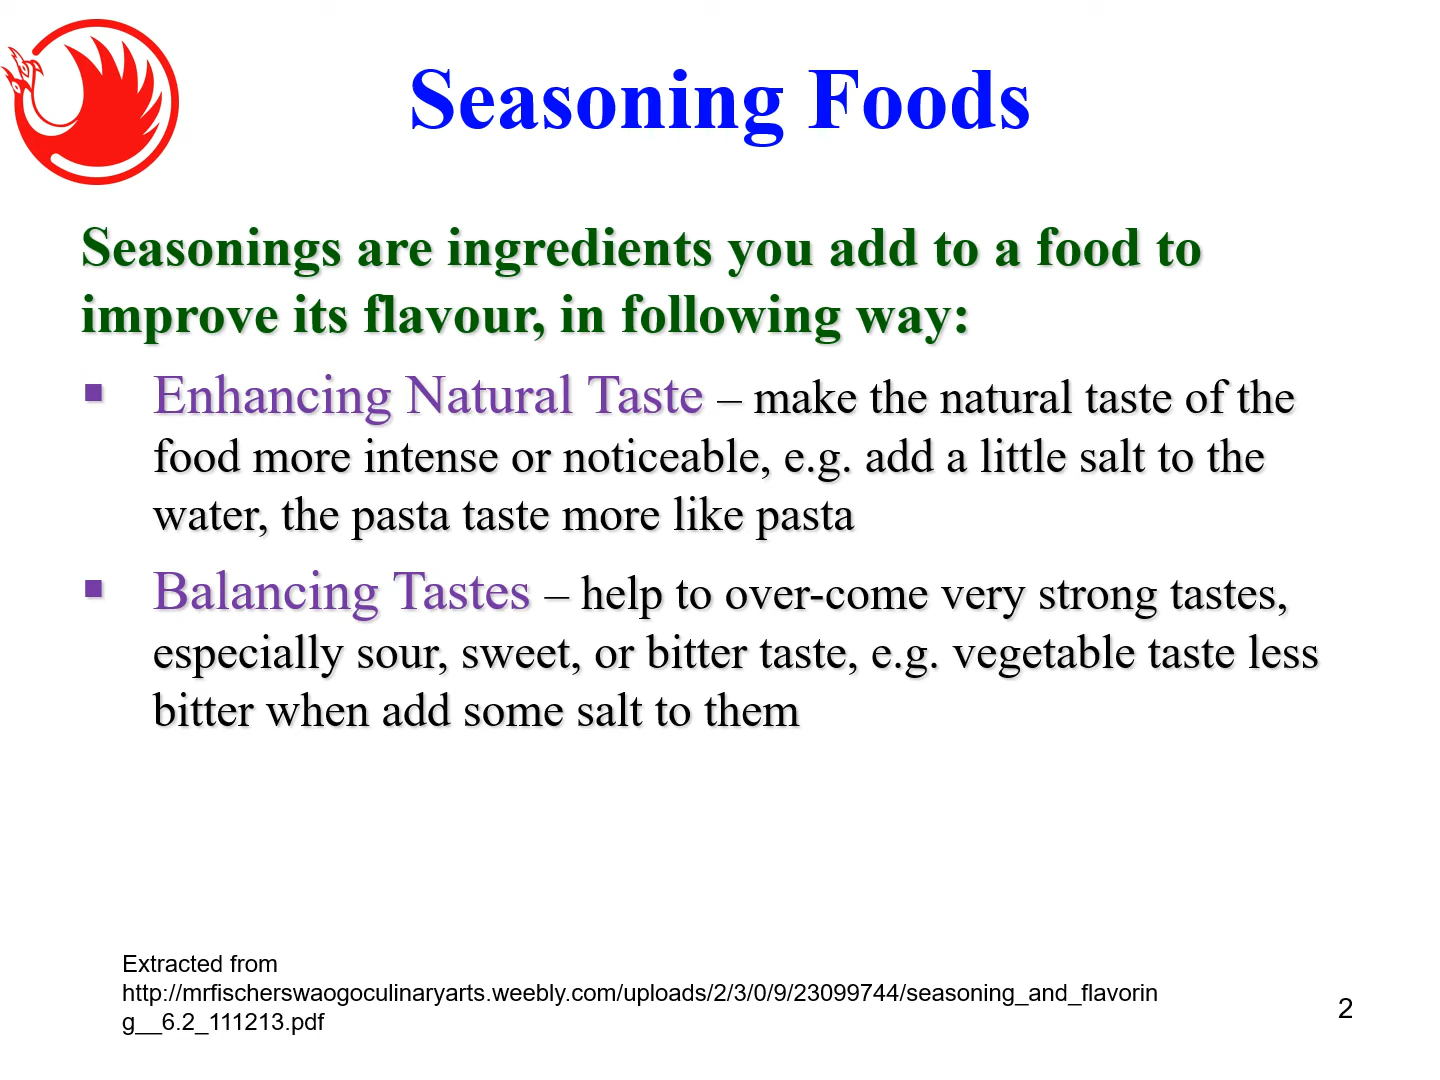 Seasoning Foods
Seasonings are ingredients you add to a food to
improve its flavour, in following way:
▪ Enhancing Natural Taste – make the natural taste of the
food more intense or noticeable, e.g. add a little salt to the
water, the pasta taste more like pasta
▪ Balancing Tastes – help to over-come very strong tastes,
especially sour, sweet, or bitter taste, e.g. vegetable taste less
bitter when add some salt to them
Extracted from
http://mrfischerswaogoculinaryarts.weebly.com/uploads/2/3/0/9/23099744/seasoning_and_flavorin
g__6.2_111213.pdf
2